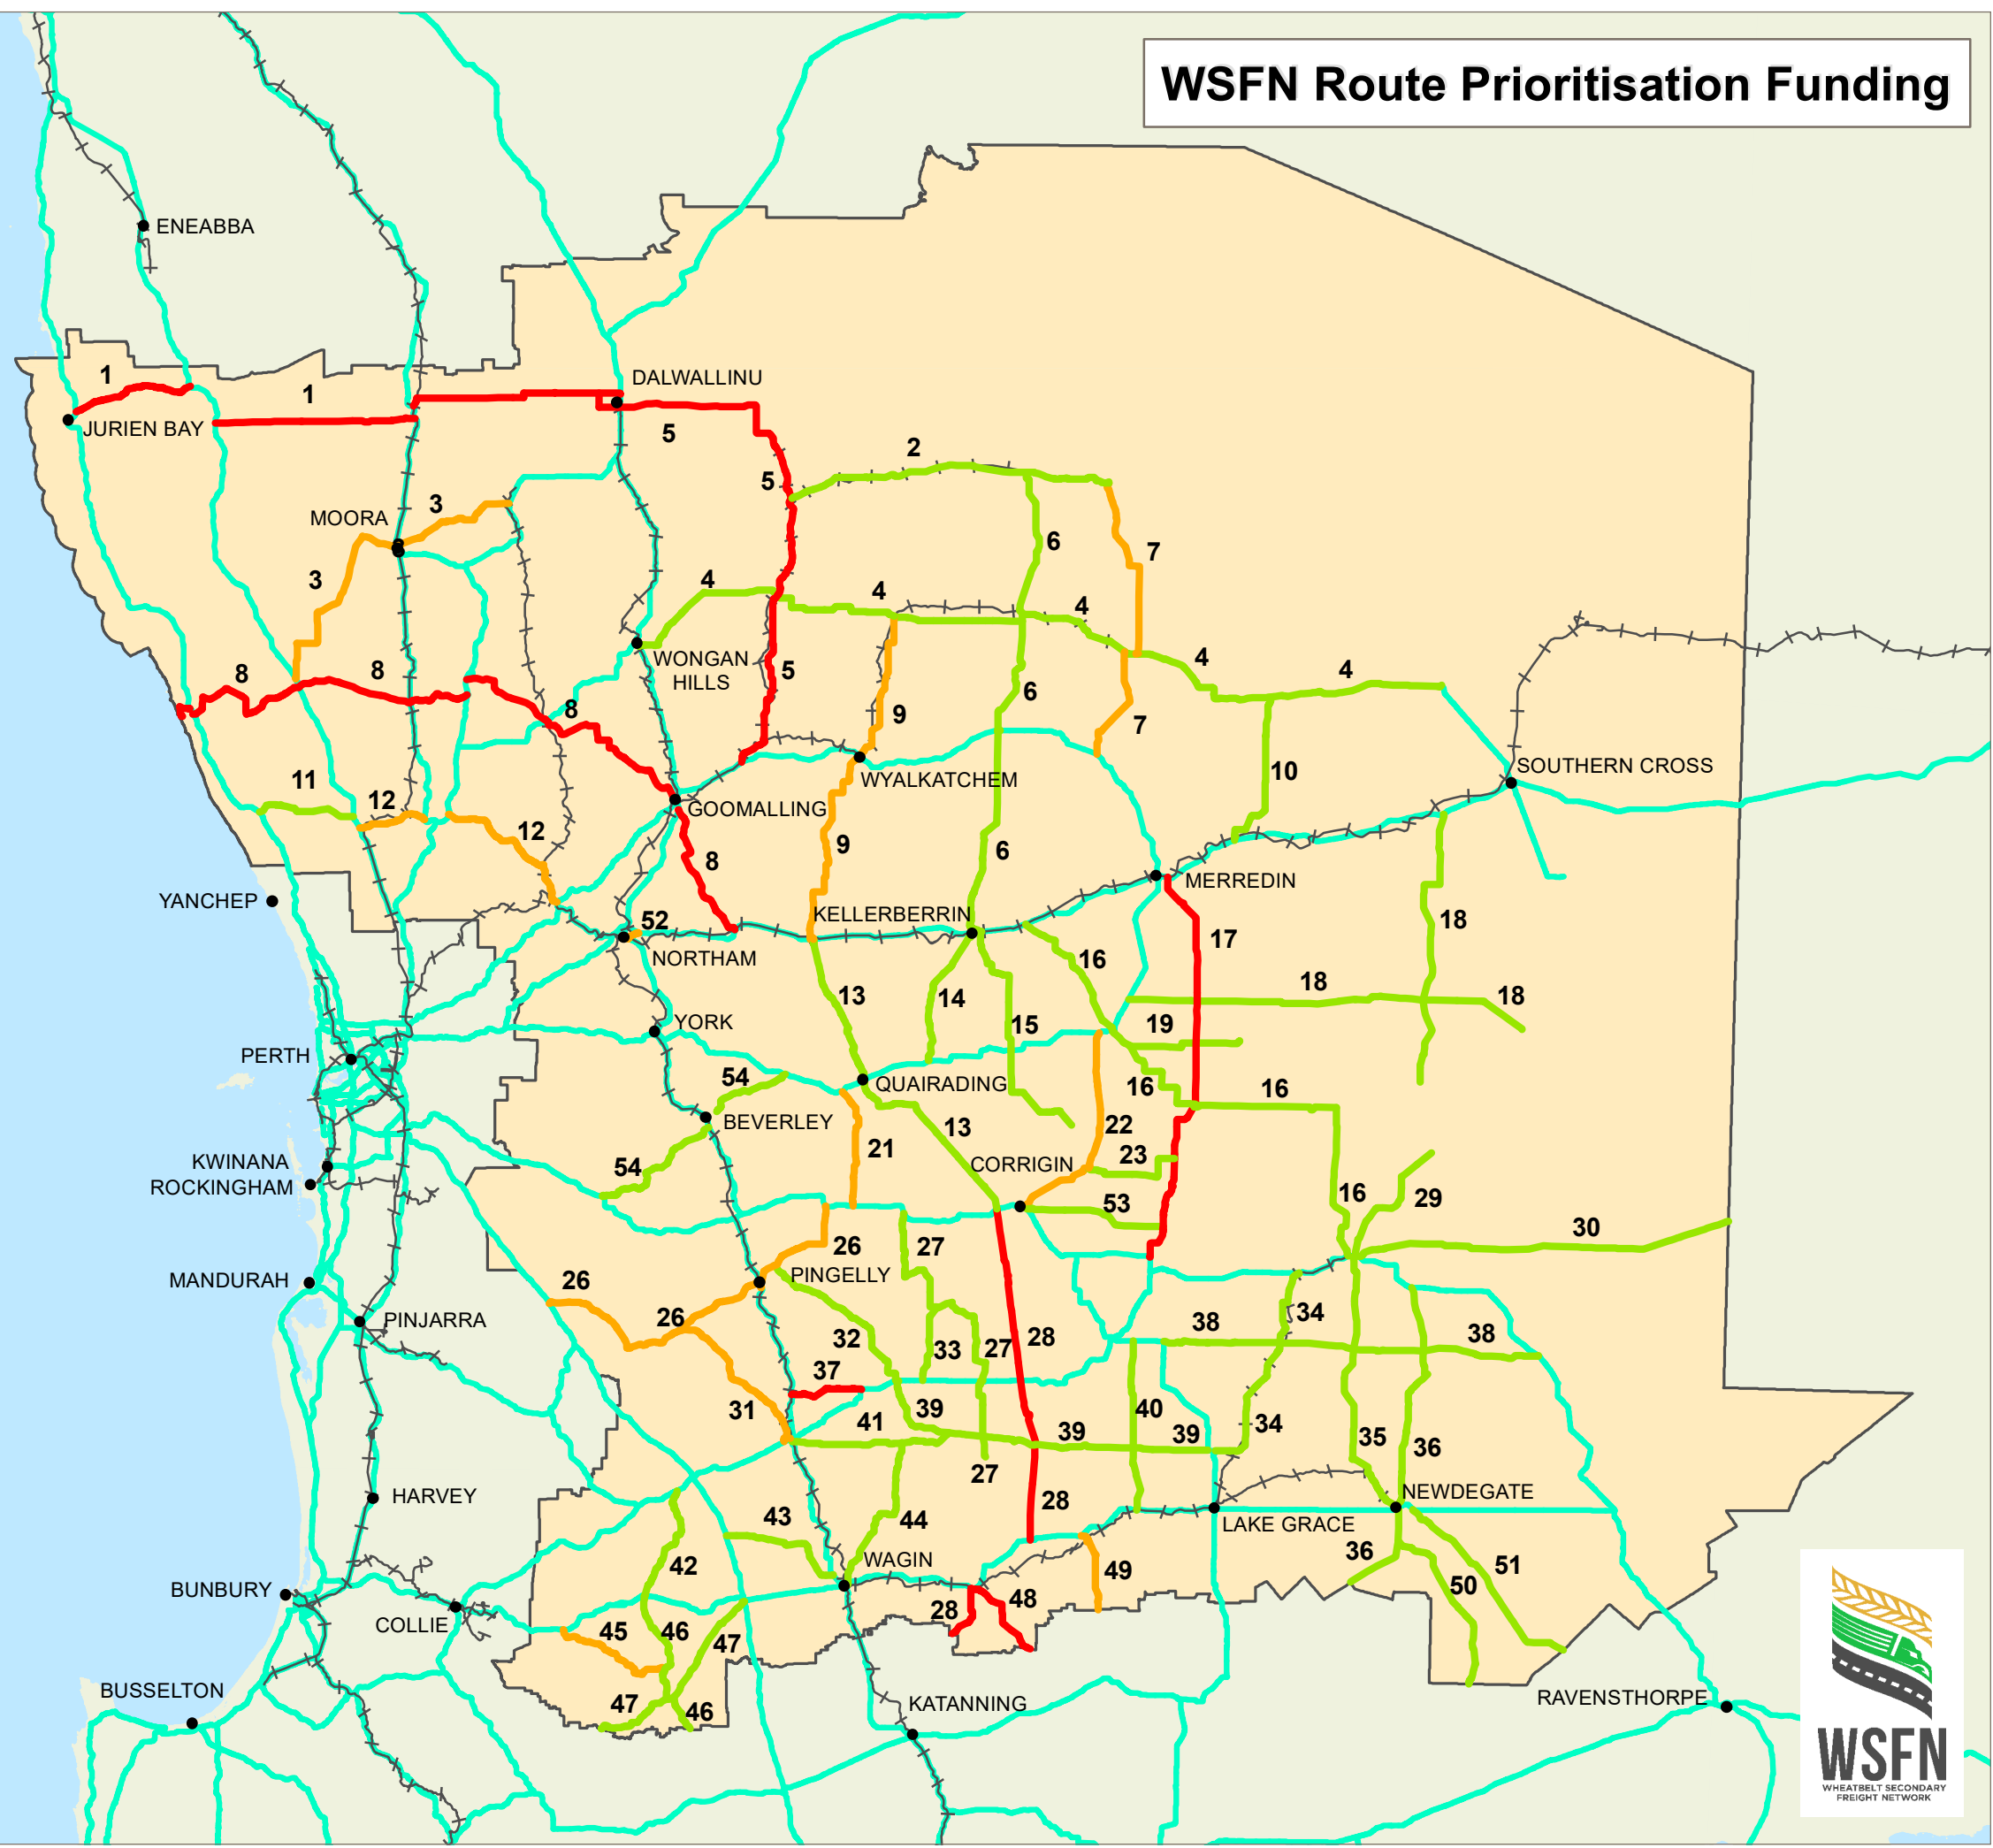 WSFN Route Prioritisation Funding
ENEABBA
DALWALLINU
1
1
JURIEN BAY
5
2
5
3
MOORA
6
7
3
4
4
4
WONGAN
HILLS
8
8
5
4
4
6
8
9
7
10
SOUTHERN CROSS
11
12
WYALKATCHEM
GOOMALLING
12
9
6
8
MERREDIN
YANCHEP
KELLERBERRIN
52
18
17
NORTHAM
16
13
14
18
18
YORK
15
19
PERTH
54
QUAIRADING
16
16
BEVERLEY
13
22
21
KWINANA
54
CORRIGIN
23
ROCKINGHAM
53
16
29
30
26
27
MANDURAH
26
PINGELLY
PINJARRA
26
32
33
27
28
38
34
38
37
31
41
39
39
40
39
34
35
36
27
HARVEY
28
NEWDEGATE
43
44
LAKE GRACE
42
WAGIN
36
49
51
50
BUNBURY
28
48
COLLIE
45
46
47
BUSSELTON
47
46
KATANNING
RAVENSTHORPE
WSFN
WHEATBELT SECONDARY
FREIGHT NETWORK